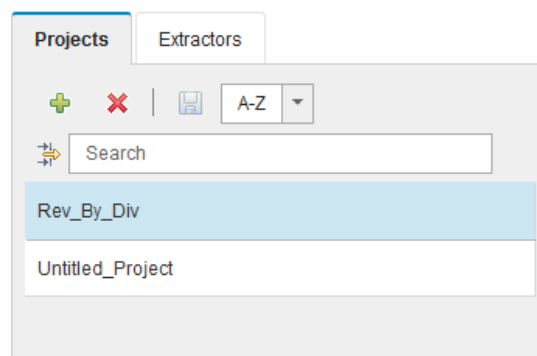 Projects Extractors
A-Z
Search
Rev_By_Div
Untitled_Project